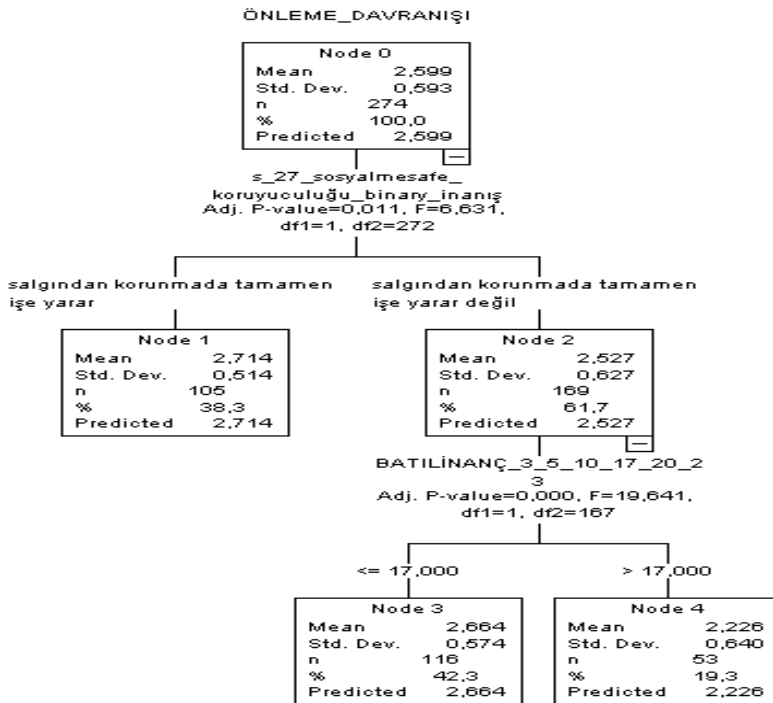 ÖNLEME_DAVRANIŞI
Node 0
Mean 2,599
Std. Dev. 0,593
n 274
% 100,0
Predicted 2,599
s_27_sosyalmesafe_
koruyuculuğu_binary_inanış
Adj. P-value=0,011, F=6,631,
df1=1, df2=272
salgından korunmada tamamen
işe yarar
salgından korunmada tamamen
işe yarar değil
Node 1
Mean 2,714
Std. Dev. 0,514
n 105
% 38,3
Predicted 2,714
Node 2
Mean 2,527
Std. Dev. 0,627
n 169
% 61,7
Predicted 2,527
BATILİNANÇ_3_5_10_17_20_2
3
Adj. P-value=0,000, F=19,641,
df1=1, df2=167
<= 17,000
> 17,000
Node 3
Mean 2,664
Std. Dev. 0,574
n 116
% 42,3
Predicted 2,664
Node 4
Mean 2,226
Std. Dev. 0,640
n 53
% 19,3
Predicted 2,226